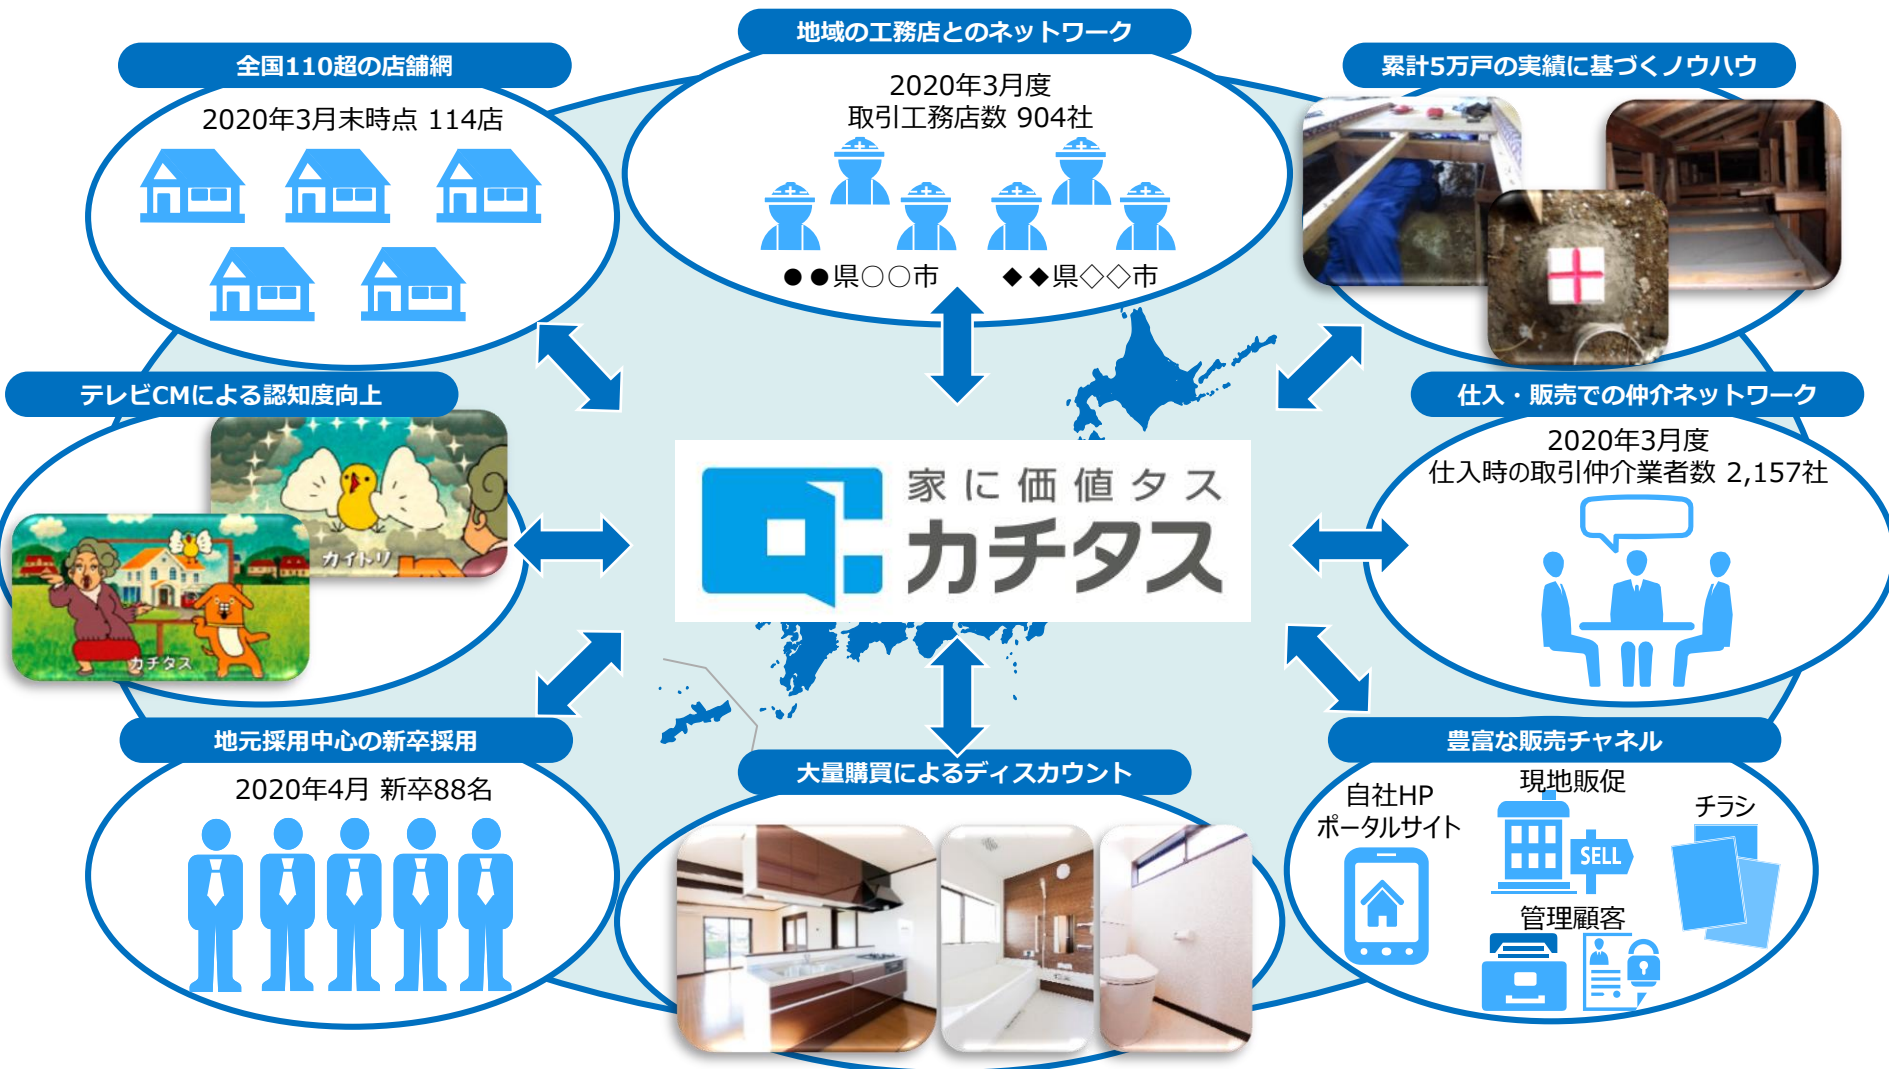 地域の工務店とのネットワーク
2020年3月度
取引工務店数 904社
●●県〇〇市
◆◆県◇◇市
全国110超の店舗網
2020年3月末時点 114店
累計5万戸の実績に基づくノウハウ
テレビCMによる認知度向上
カイトリ
カチタス
家に価値タス
カチタス
仕入・販売での仲介ネットワーク
2020年3月度
仕入時の取引仲介業者数 2,157社
地元採用中心の新卒採用
2020年4月 新卒88名
大量購買によるディスカウント
豊富な販売チャネル
自社HP
ポータルサイト
現地販促
SELL
チラシ
管理顧客